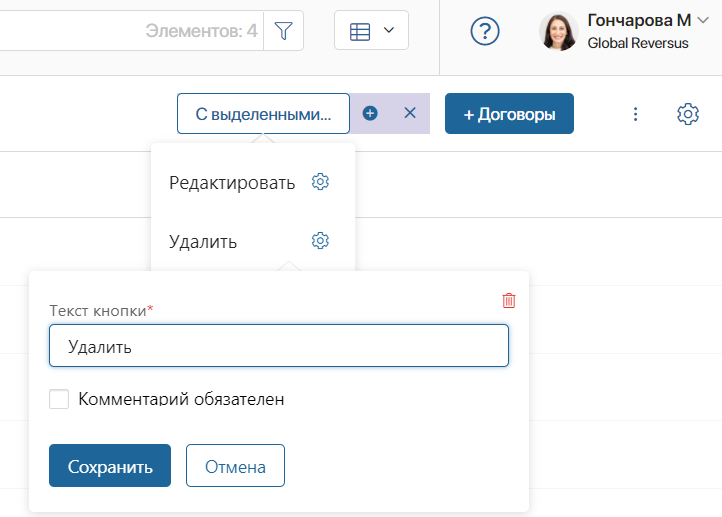 Элементов: 4
?
Гончарова М
Global Reversus
С выделенными...
+ Договоры
Редактировать
Удалить
Текст кнопки*
Удалить
Комментарий обязателен
Сохранить
Отмена